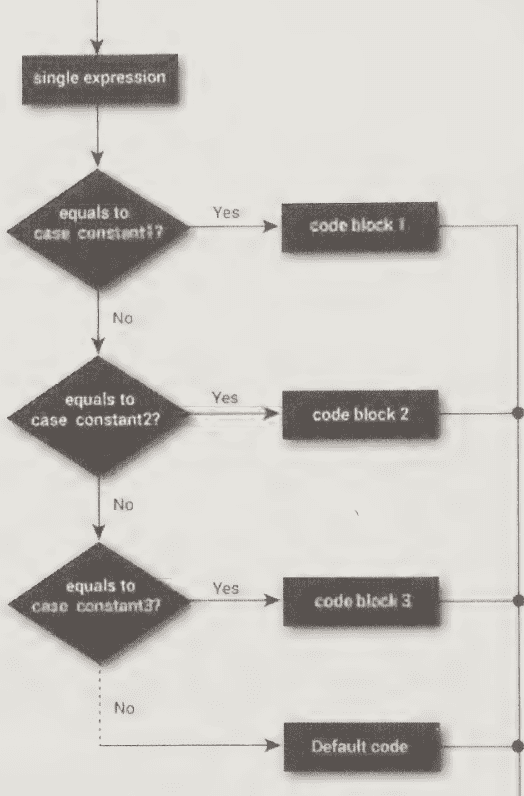 single expression
equals to
case constant1?
Yes
code block 1
No
equals to
case constant2?
Yes
code block 2
No
equals to
case constant3?
Yes
code block 3
No
Default code